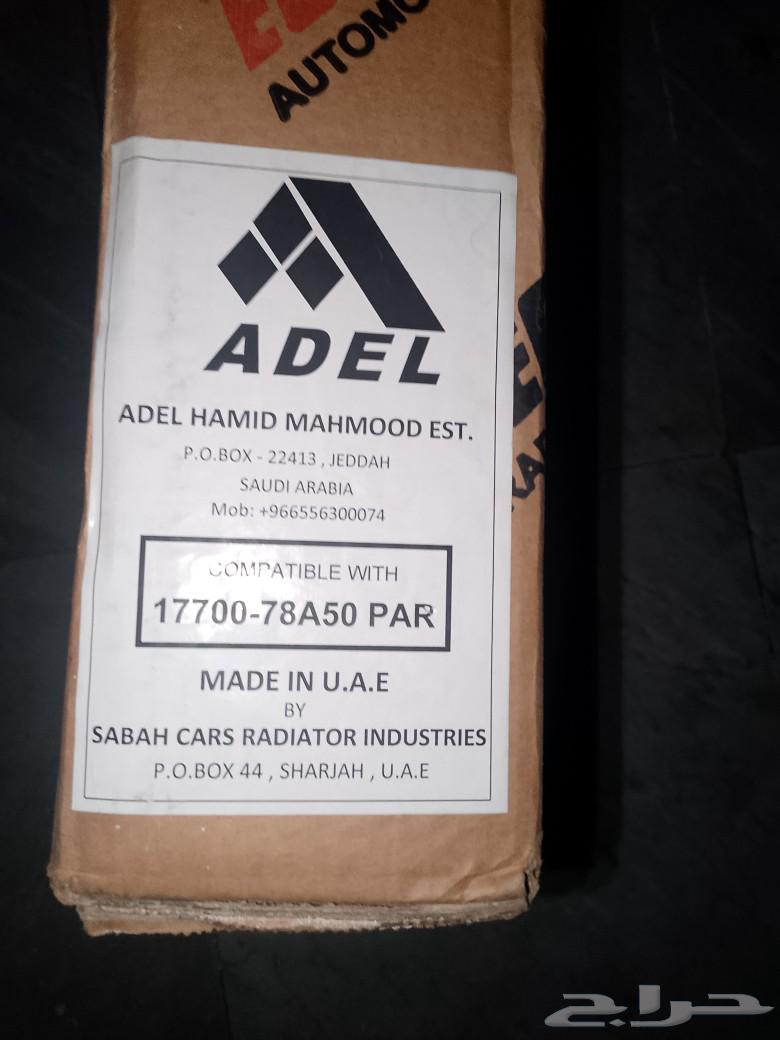 AUTOMO
ADEL
ADEL HAMID MAHMOOD EST.
P.O.BOX - 22413 , JEDDAH
SAUDI ARABIA
Mob: +966556300074
COMPATIBLE WITH
17700-78A50 PAR
MADE IN U.A.E
BY
SABAH CARS RADIATOR INDUSTRIES
P.O.BOX 44 , SHARJAH , U.A.E
حراج